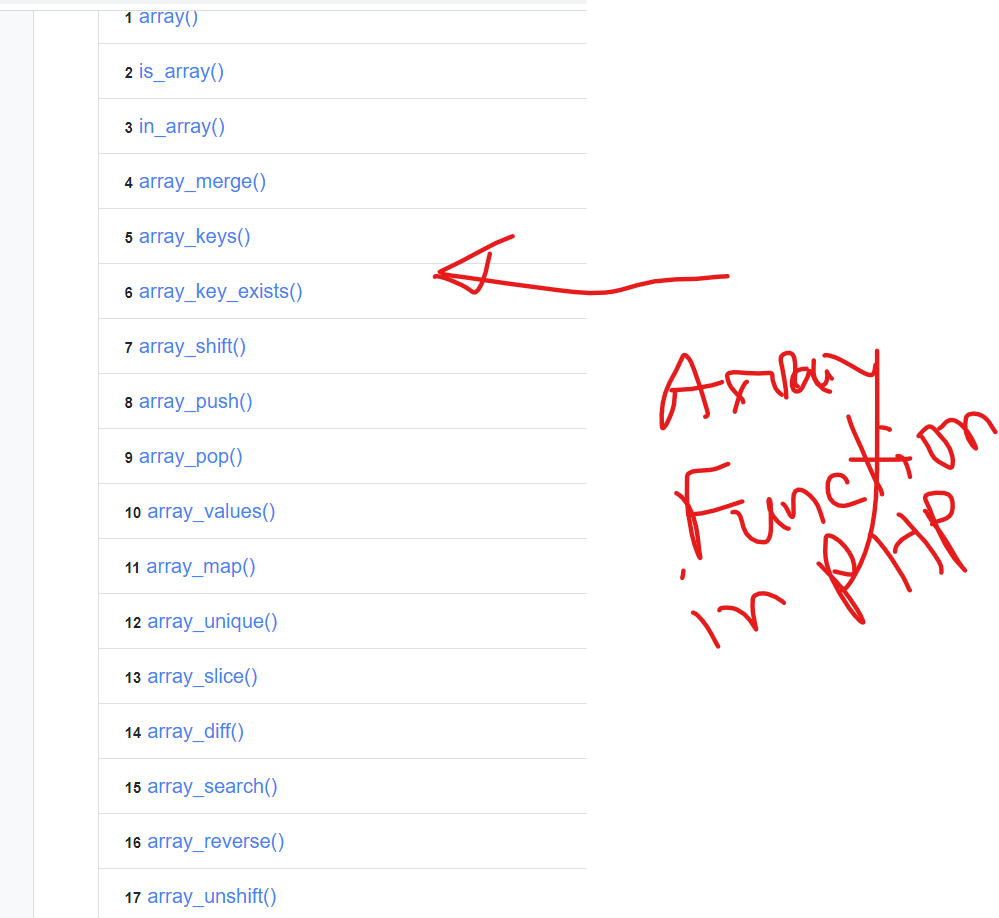 1 array()
2 is_array()
3 in_array()
4 array_merge()
5 array_keys()
6 array_key_exists()
7 array_shift()
8 array_push()
9 array_pop()
10 array_values()
11 array_map()
12 array_unique()
13 array_slice()
14 array_diff()
15 array_search()
16 array_reverse()
17 array_unshift()
Array
Function
in PHP